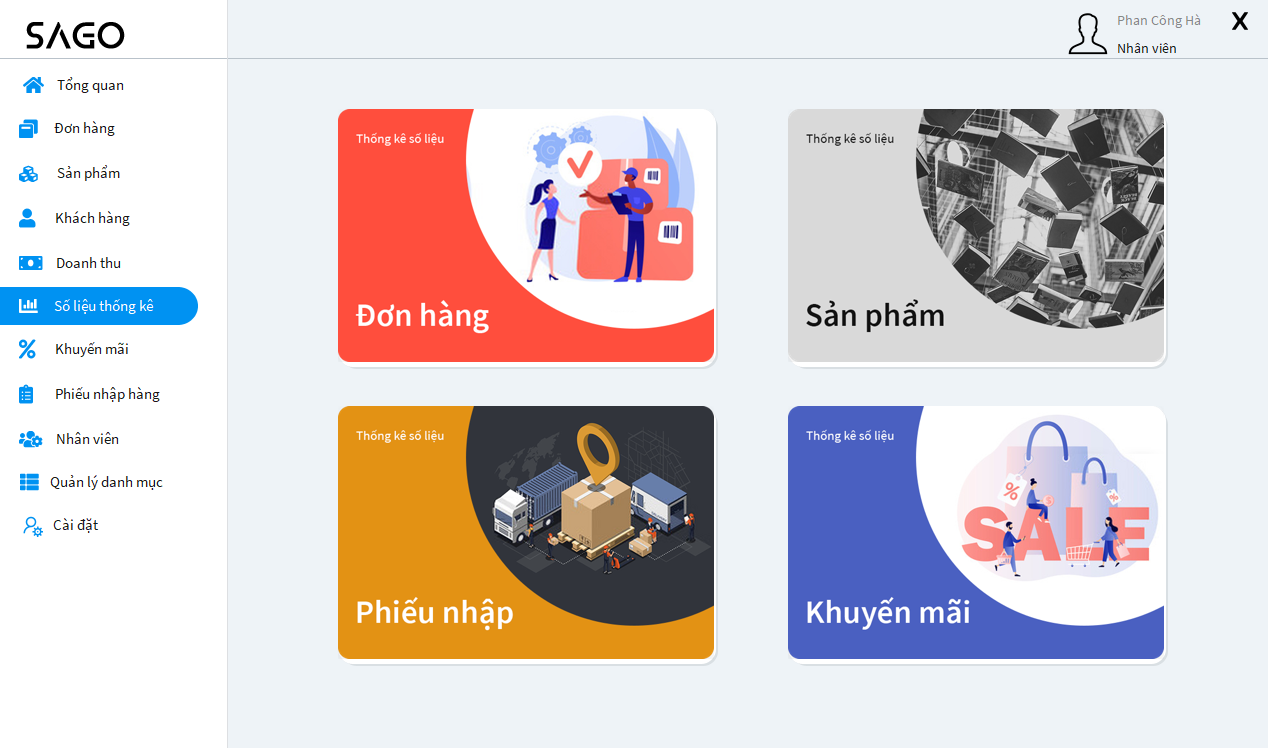 SAGO
Phan Công Hà
Nhân viên
X
Tổng quan
Đơn hàng
Sản phẩm
Khách hàng
Doanh thu
Số liệu thống kê
Khuyến mãi
Phiếu nhập hàng
Nhân viên
Quản lý danh mục
Cài đặt
Thống kê số liệu
Đơn hàng
Thống kê số liệu
Sản phẩm
Thống kê số liệu
Phiếu nhập
Thống kê số liệu
%
%
$
SALE
Khuyến mãi